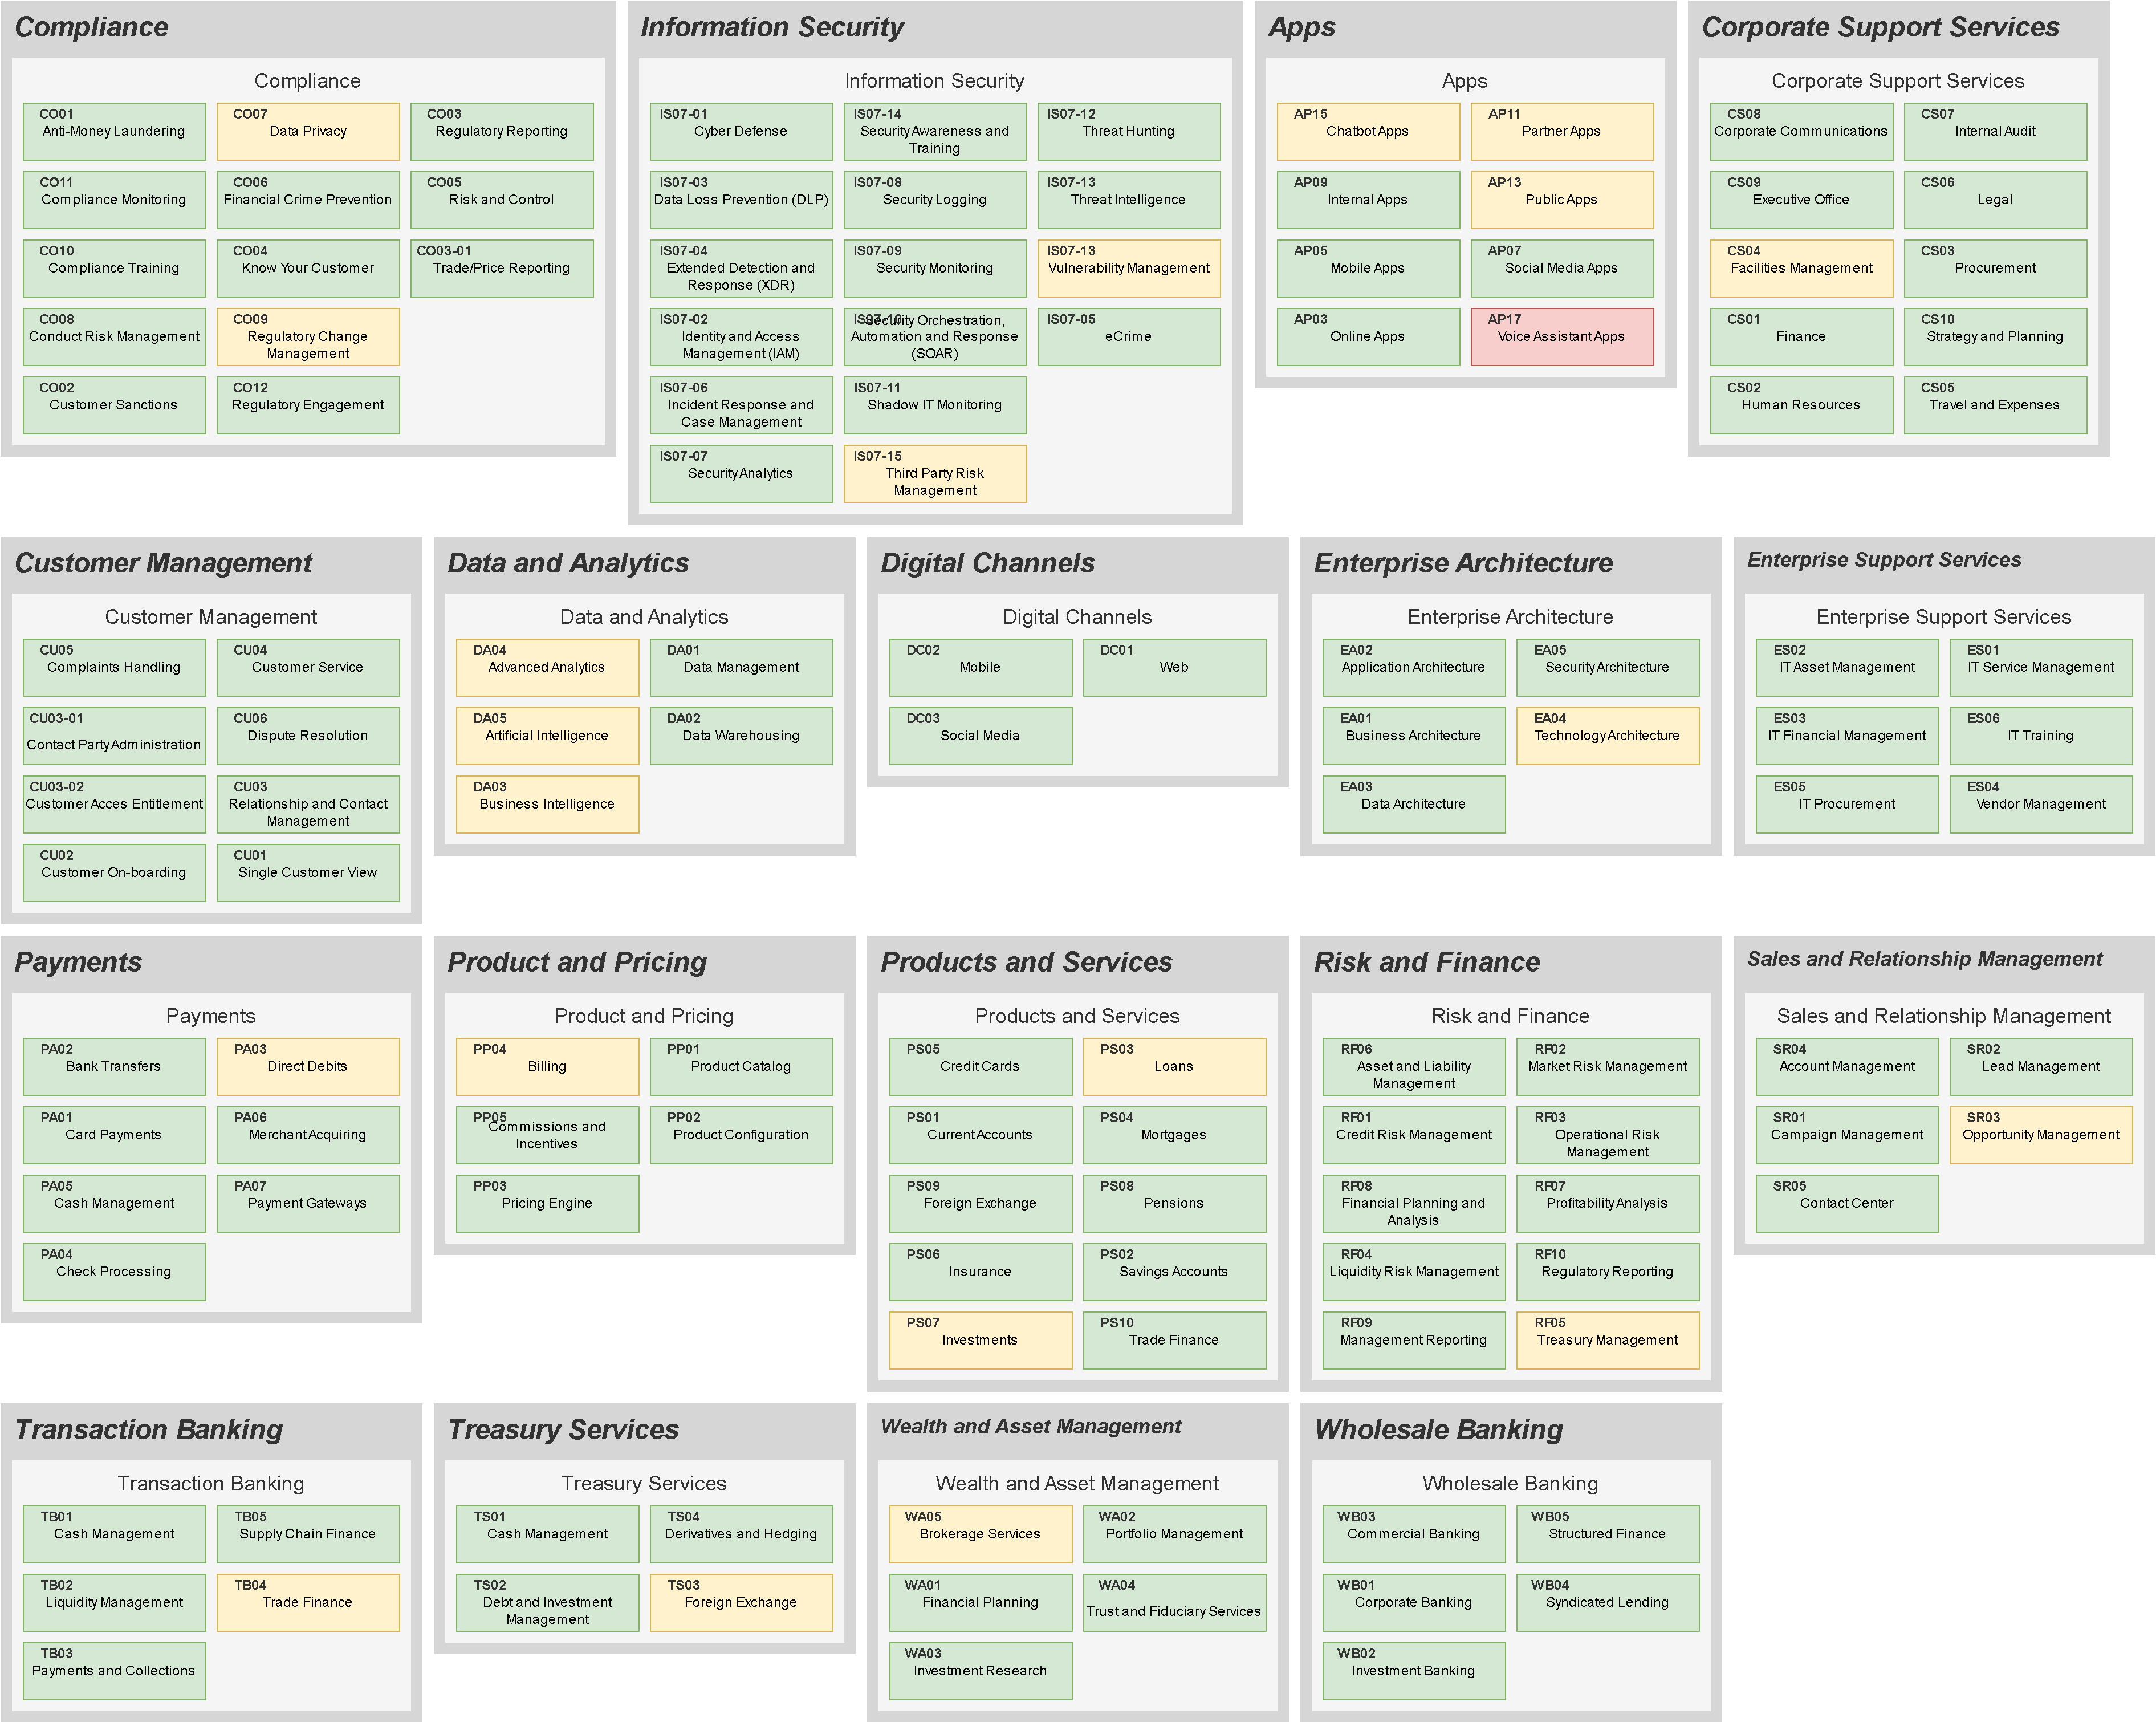 Compliance
Compliance
CO01
Anti-Money Laundering
CO07
Data Privacy
CO03
Regulatory Reporting
CO11
Compliance Monitoring
CO06
Financial Crime Prevention
CO05
Risk and Control
CO10
Compliance Training
CO04
Know Your Customer
CO03-01
Trade/Price Reporting
CO08
Conduct Risk Management
CO09
Regulatory Change
Management
CO02
Customer Sanctions
CO12
Regulatory Engagement
Information Security
Information Security
IS07-01
Cyber Defense
IS07-14
Security Awareness and
Training
IS07-12
Threat Hunting
IS07-03
Data Loss Prevention (DLP)
IS07-08
Security Logging
IS07-13
Threat Intelligence
IS07-04
Extended Detection and
Response (XDR)
IS07-09
Security Monitoring
IS07-13
Vulnerability Management
IS07-02
Identity and Access
Management (IAM)
IS07-10
Security Orchestration,
Automation and Response
(SOAR)
IS07-05
eCrime
IS07-06
Incident Response and
Case Management
IS07-11
Shadow IT Monitoring
IS07-07
Security Analytics
IS07-15
Third Party Risk
Management
Apps
Apps
AP15
Chatbot Apps
AP11
Partner Apps
AP09
Internal Apps
AP13
Public Apps
AP05
Mobile Apps
AP07
Social Media Apps
AP03
Online Apps
AP17
Voice Assistant Apps
Corporate Support Services
Corporate Support Services
CS08
Corporate Communications
CS07
Internal Audit
CS09
Executive Office
CS06
Legal
CS04
Facilities Management
CS03
Procurement
CS01
Finance
CS10
Strategy and Planning
CS02
Human Resources
CS05
Travel and Expenses
Customer Management
Customer Management
CU05
Complaints Handling
CU04
Customer Service
CU03-01
Contact Party Administration
CU06
Dispute Resolution
CU03-02
Customer Acces Entitlement
CU03
Relationship and Contact
Management
CU02
Customer On-boarding
CU01
Single Customer View
Data and Analytics
Data and Analytics
DA04
Advanced Analytics
DA01
Data Management
DA05
Artificial Intelligence
DA02
Data Warehousing
DA03
Business Intelligence
Digital Channels
Digital Channels
DC02
Mobile
DC01
Web
DC03
Social Media
Enterprise Architecture
Enterprise Architecture
EA02
Application Architecture
EA05
Security Architecture
EA01
Business Architecture
EA04
Technology Architecture
EA03
Data Architecture
Enterprise Support Services
Enterprise Support Services
ES02
IT Asset Management
ES01
IT Service Management
ES03
IT Financial Management
ES06
IT Training
ES05
IT Procurement
ES04
Vendor Management
Payments
Payments
PA02
Bank Transfers
PA03
Direct Debits
PA01
Card Payments
PA06
Merchant Acquiring
PA05
Cash Management
PA07
Payment Gateways
PA04
Check Processing
Product and Pricing
Product and Pricing
PP04
Billing
PP01
Product Catalog
PP05
Commissions and
Incentives
PP02
Product Configuration
PP03
Pricing Engine
Products and Services
Products and Services
PS05
Credit Cards
PS03
Loans
PS01
Current Accounts
PS04
Mortgages
PS09
Foreign Exchange
PS08
Pensions
PS06
Insurance
PS02
Savings Accounts
PS07
Investments
PS10
Trade Finance
Risk and Finance
Risk and Finance
RF06
Asset and Liability
Management
RF02
Market Risk Management
RF01
Credit Risk Management
RF03
Operational Risk
Management
RF08
Financial Planning and
Analysis
RF07
Profitability Analysis
RF04
Liquidity Risk Management
RF10
Regulatory Reporting
RF09
Management Reporting
RF05
Treasury Management
Sales and Relationship Management
Sales and Relationship Management
SR04
Account Management
SR02
Lead Management
SR01
Campaign Management
SR03
Opportunity Management
SR05
Contact Center
Transaction Banking
Transaction Banking
TB01
Cash Management
TB05
Supply Chain Finance
TB02
Liquidity Management
TB04
Trade Finance
TB03
Payments and Collections
Treasury Services
Treasury Services
TS01
Cash Management
TS04
Derivatives and Hedging
TS02
Debt and Investment
Management
TS03
Foreign Exchange
Wealth and Asset Management
Wealth and Asset Management
WA05
Brokerage Services
WA02
Portfolio Management
WA01
Financial Planning
WA04
Trust and Fiduciary Services
WA03
Investment Research
Wholesale Banking
Wholesale Banking
WB03
Commercial Banking
WB05
Structured Finance
WB01
Corporate Banking
WB04
Syndicated Lending
WB02
Investment Banking